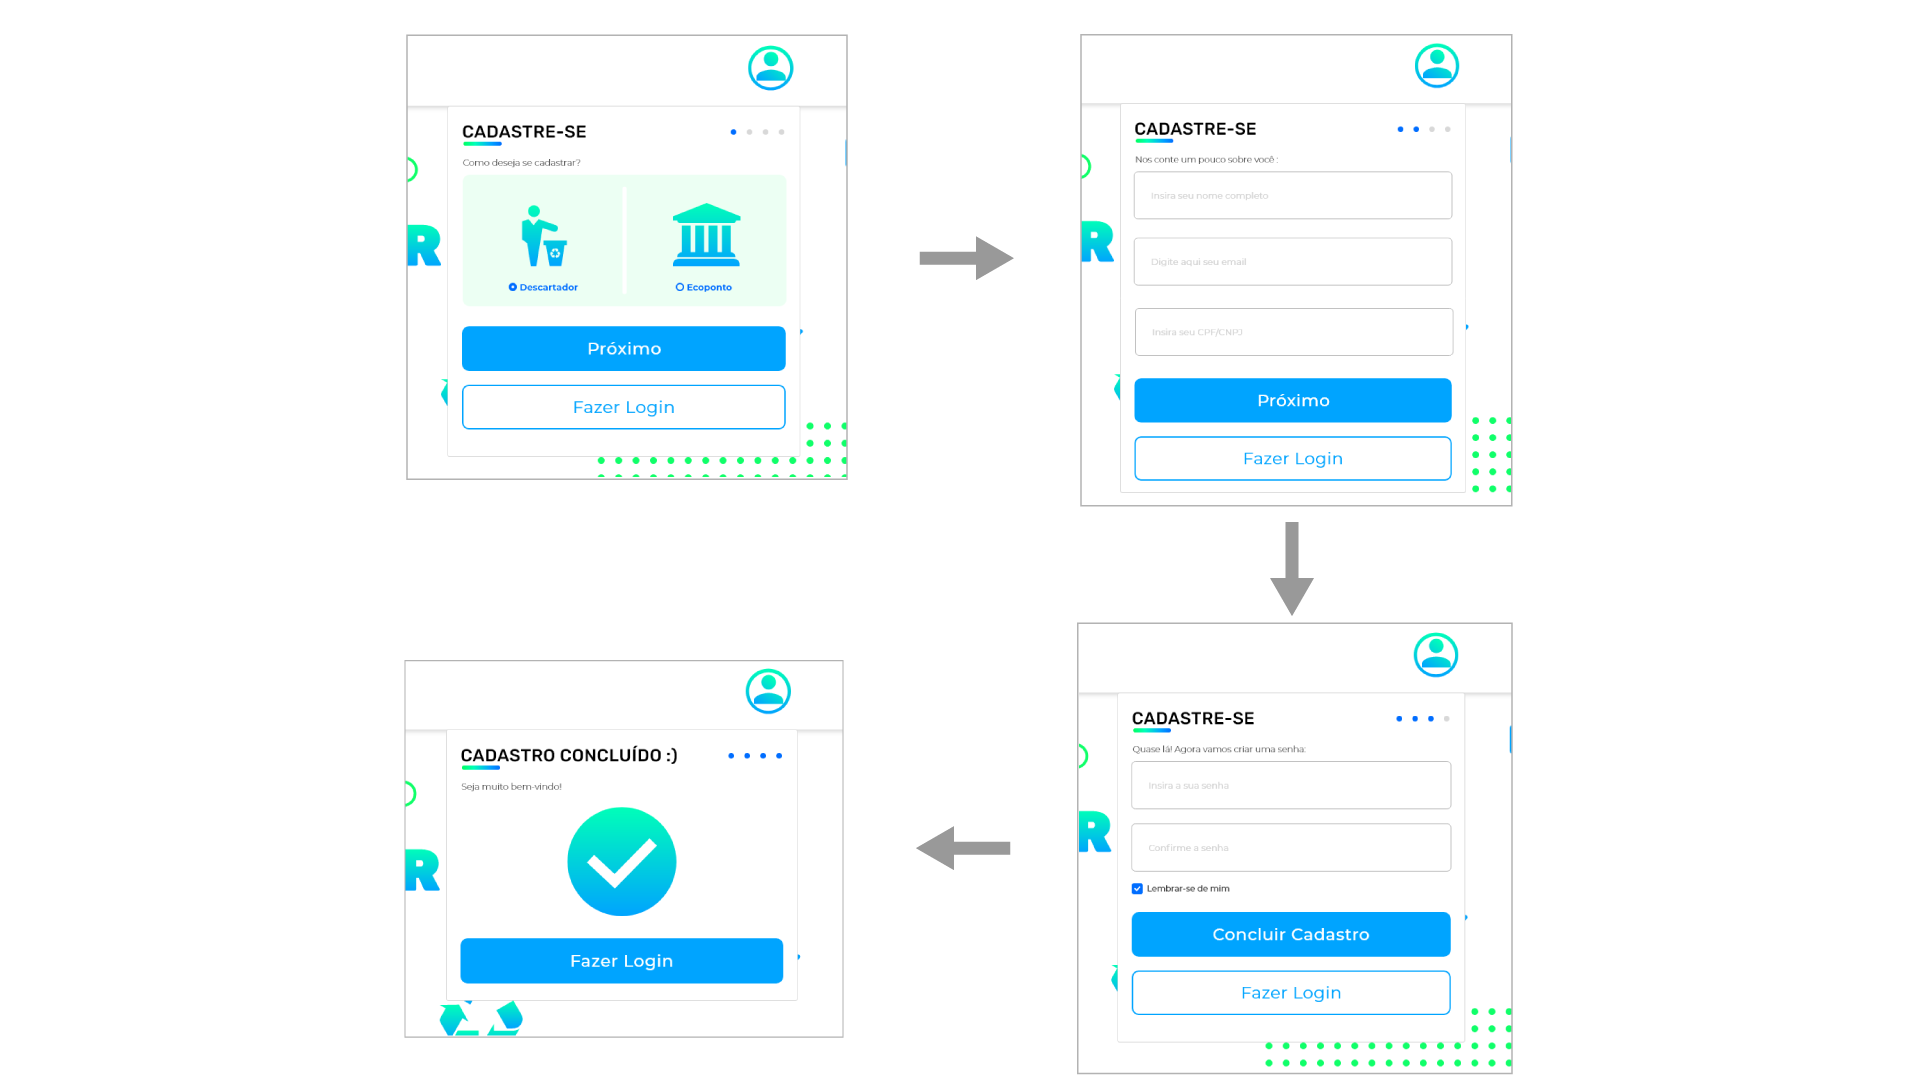 CADASTRE-SE
Como deseja se cadastrar?
Descartador
Ecoponto
Próximo
Fazer Login
R
CADASTRE-SE
Nos conte um pouco sobre você :
Insira seu nome completo
Digite aqui seu email
Insira seu CPF/CNPJ
Próximo
Fazer Login
R
CADASTRE-SE
Quase lá! Agora vamos criar uma senha:
Insira a sua senha
Confirme a senha
Lembrar-se de mim
Concluir Cadastro
Fazer Login
R
CADASTRO CONCLUÍDO :)
Seja muito bem-vindo!
Fazer Login
R